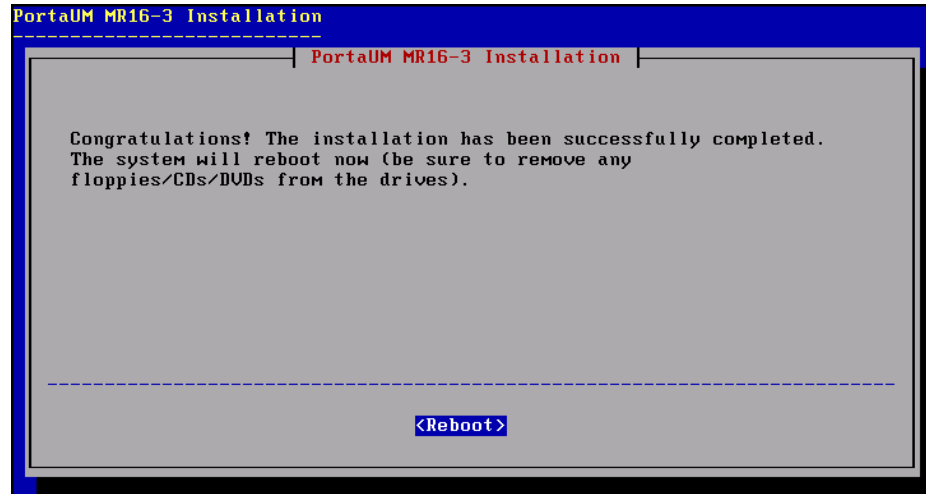 PortaUM MR16-3 Installation
----------------------------
PortaUM MR16-3 Installation
Congratulations! The installation has been successfully completed.
The system will reboot now (be sure to remove any
floppies/CDs/DVDs from the drives).
<Reboot>